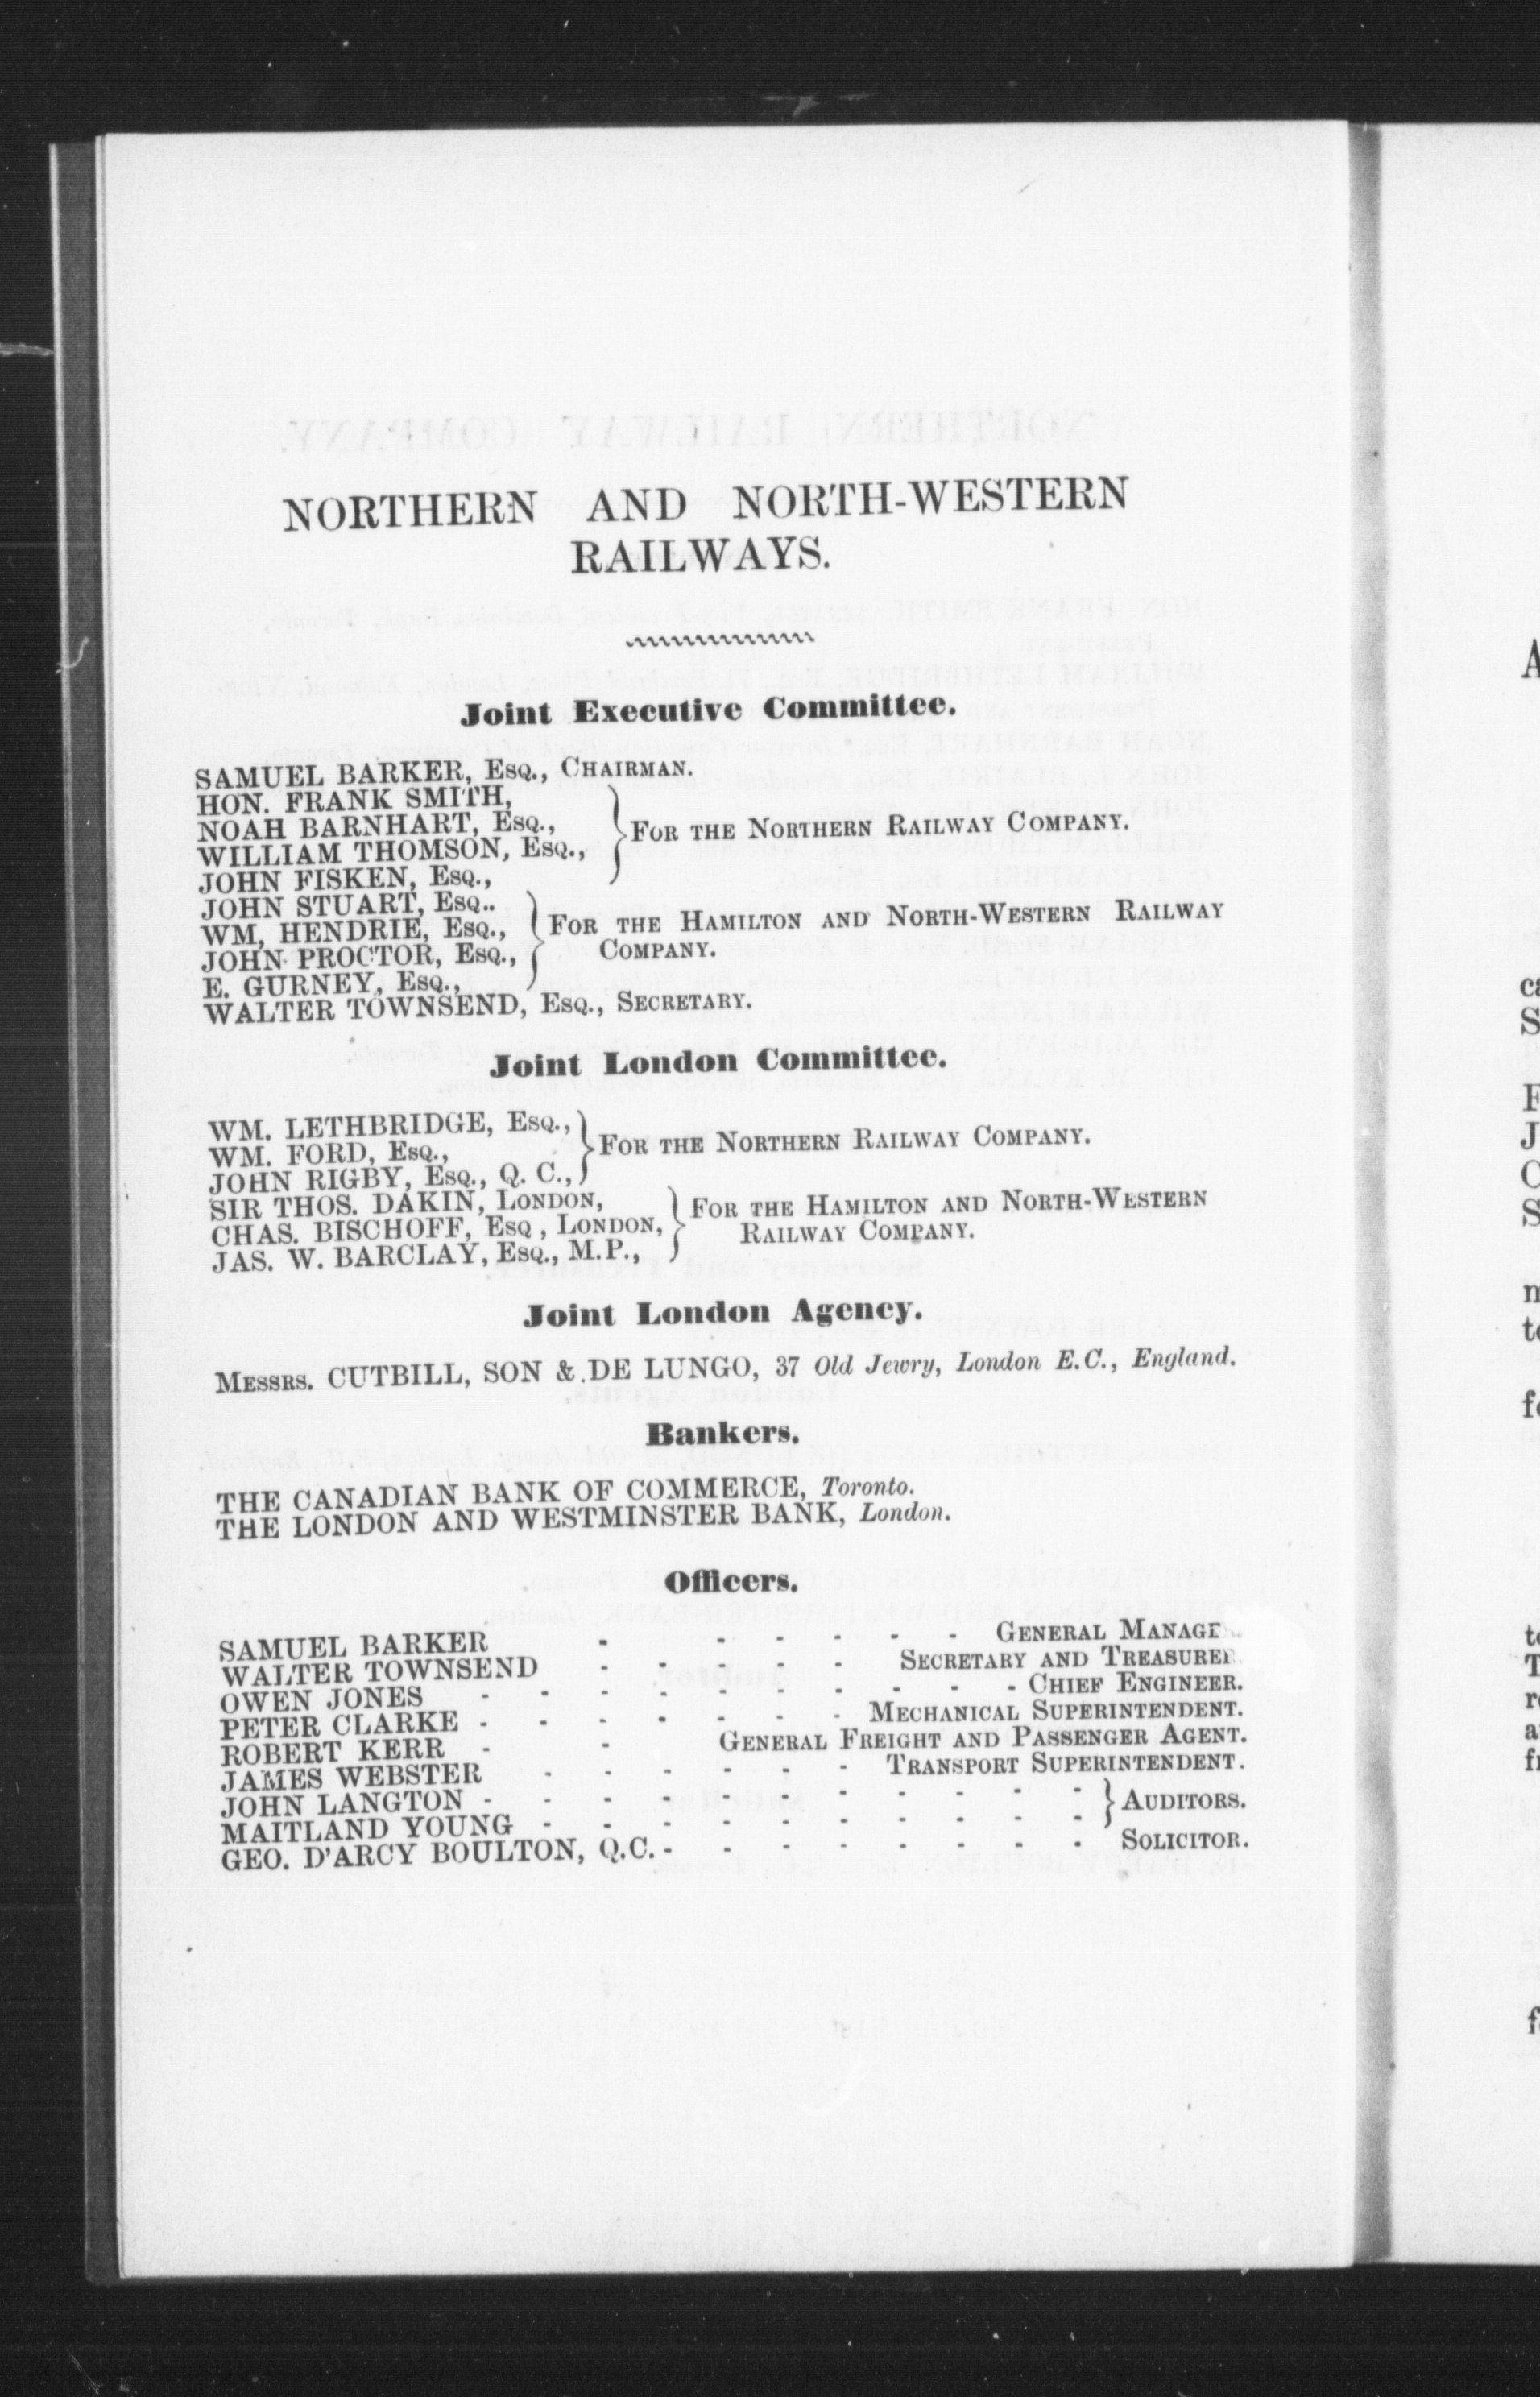 NORTHERN AND NORTH-WESTERN
RAILWAYS.
Joint Executive Committee.
SAMUEL BARKER, ESQ., CHAIRMAN.
HON. FRANK SMITH,
NOAH BARNHART, ESQ.,
WILLIAM THOMSON, ESQ.,
JOHN FISKEN, ESQ.,
FOR THE NORTHERN RAILWAY COMPANY.
JOHN STUART, ESQ..
WM, HENDRIE, ESQ.,
JOHN PROCTOR, ESQ.,
E. GURNEY, ESQ.,
FOR THE HAMILTON AND NORTH-WESTERN RAILWAY
COMPANY.
WALTER TOWNSEND, ESQ., SECRETARY.
Joint London Committee.
WM. LETHBRIDGE, ESQ.,
WM. FORD, ESQ.,
JOHN RIGBY, ESQ., Q. C.,
FOR THE NORTHERN RAILWAY COMPANY.
SIR THOS. DAKIN, LONDON,
CHAS. BISCHOFF, ESQ, LONDON,
JAS. W. BARCLAY, ESQ., M.P.,
FOR THE HAMILTON AND NORTH-WESTERN
RAILWAY COMPANY.
Joint London Agency.
MESSRS. CUTBILL, SON & DE LUNGO, 37 Old Jewry, London E.C., England.
Bankers.
THE CANADIAN BANK OF COMMERCE, Toronto.
THE LONDON AND WESTMINSTER BANK, London.
Officers.
SAMUEL BARKER - - - - - - GENERAL MANAGE
WALTER TOWNSEND - - - - - SECRETARY AND TREASURER.
OWEN JONES - - - - - - - - - - CHIEF ENGINEER.
PETER CLARKE - - - - - - - MECHANICAL SUPERINTENDENT.
ROBERT KERR - - GENERAL FREIGHT AND PASSENGER AGENT.
JAMES WEBSTER - - - - - - TRANSPORT SUPERINTENDENT.
JOHN LANGTON - - - - - - - - - - -
MAITLAND YOUNG - - - - - - - - - -
AUDITORS.
GEO. D'ARCY BOULTON, Q.C. - - - - - - - - SOLICITOR.